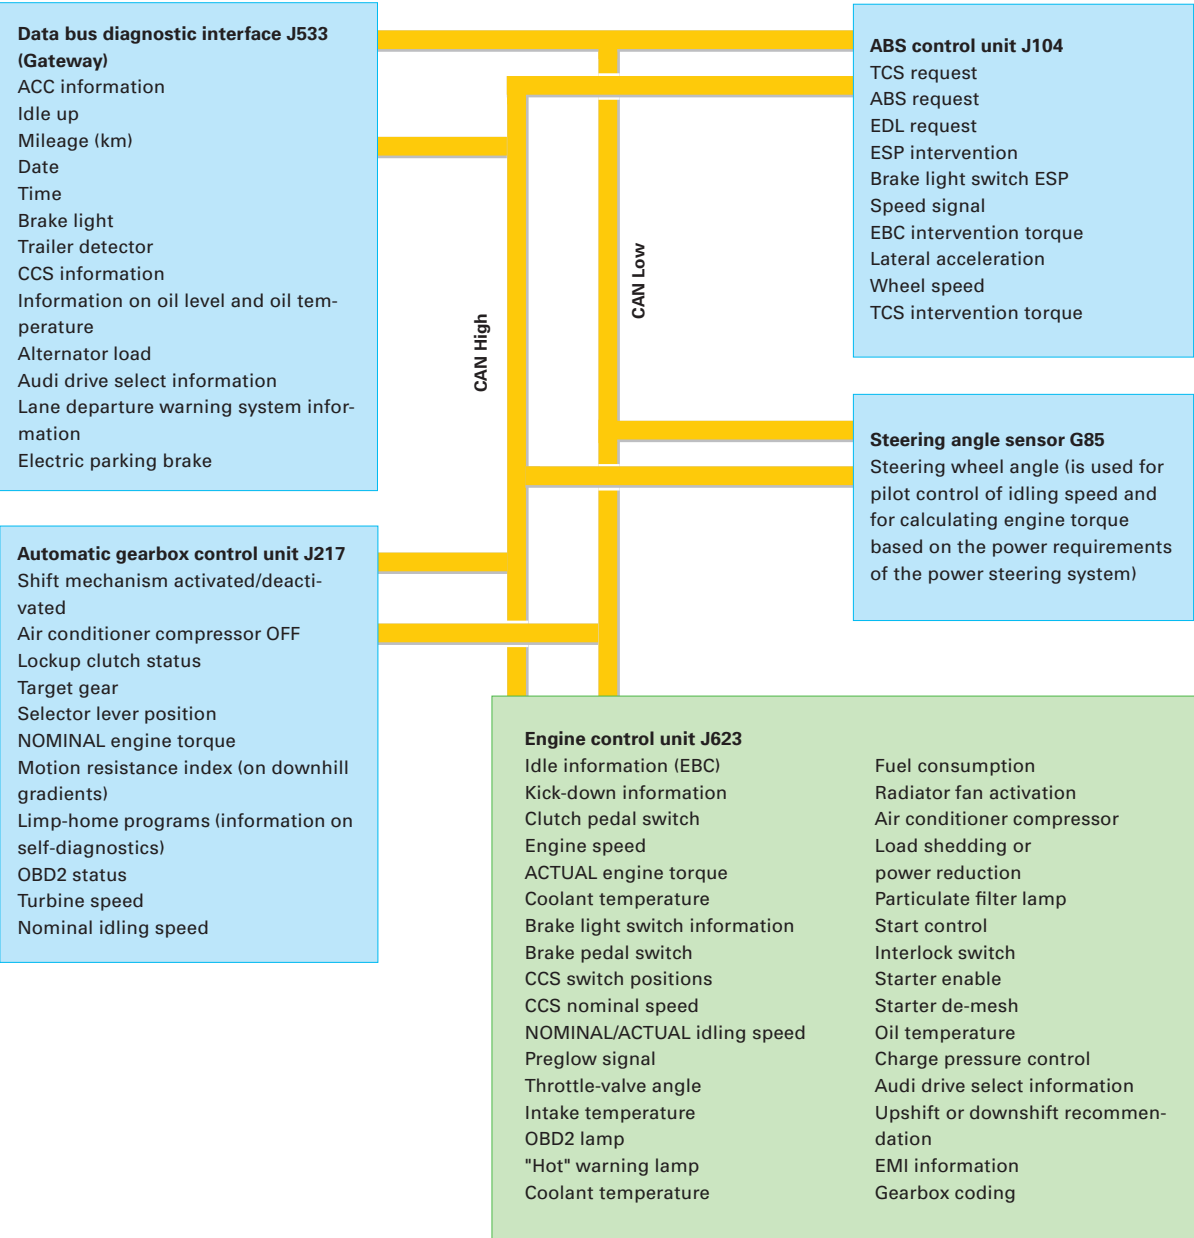 Data bus diagnostic interface J533
(Gateway)
ACC information
Idle up
Mileage (km)
Date
Time
Brake light
Trailer detector
CCS information
Information on oil level and oil tem-
perature
Alternator load
Audi drive select information
Lane departure warning system infor-
mation
Electric parking brake
CAN High
CAN Low
ABS control unit J104
TCS request
ABS request
EDL request
ESP intervention
Brake light switch ESP
Speed signal
EBC intervention torque
Lateral acceleration
Wheel speed
TCS intervention torque
Steering angle sensor G85
Steering wheel angle (is used for
pilot control of idling speed and
for calculating engine torque
based on the power requirements
of the power steering system)
Automatic gearbox control unit J217
Shift mechanism activated/deacti-
vated
Air conditioner compressor OFF
Lockup clutch status
Target gear
Selector lever position
NOMINAL engine torque
Motion resistance index (on downhill
gradients)
Limp-home programs (information on
self-diagnostics)
OBD2 status
Turbine speed
Nominal idling speed
Engine control unit J623
Idle information (EBC)
Kick-down information
Clutch pedal switch
Engine speed
ACTUAL engine torque
Coolant temperature
Brake light switch information
Brake pedal switch
CCS switch positions
CCS nominal speed
NOMINAL/ACTUAL idling speed
Preglow signal
Throttle-valve angle
Intake temperature
OBD2 lamp
"Hot" warning lamp
Coolant temperature
Fuel consumption
Radiator fan activation
Air conditioner compressor
Load shedding or
power reduction
Particulate filter lamp
Start control
Interlock switch
Starter enable
Starter de-mesh
Oil temperature
Charge pressure control
Audi drive select information
Upshift or downshift recommen-
dation
EMI information
Gearbox coding